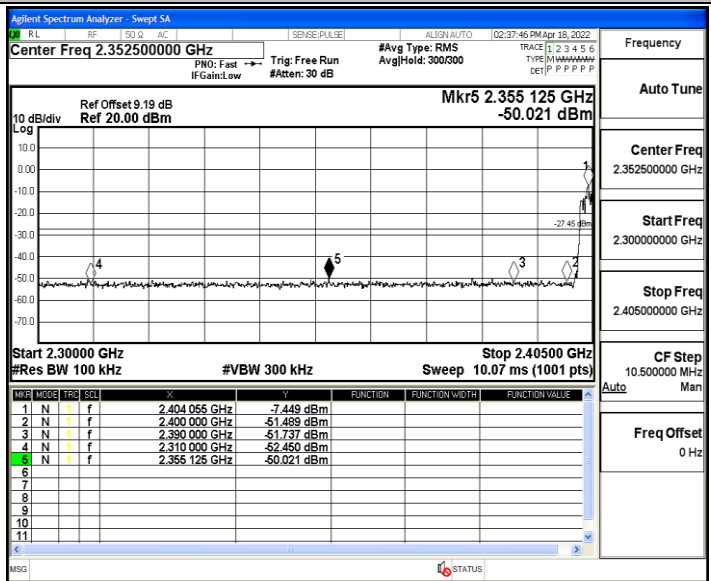 Agilent Spectrum Analyzer - Swept SA
LXI RL RF 50 Ω AC SENSE:PULSE ALIGN AUTO 02:37:46 PM Apr 18, 2022
Center Freq 2.352500000 GHz
PNO: Fast
IFGain:Low
Trig: Free Run
#Atten: 30 dB
#Avg Type: RMS
Avg|Hold: 300/300
TRACE 1 2 3 4 5 6
TYPE M W W W W W
DET P P P P P P
Ref Offset 9.19 dB
Ref 20.00 dBm
10 dB/div
Log
Mkr5 2.355 125 GHz
-50.021 dBm
10.0
0.00
-10.0
-20.0
-30.0
-40.0
-50.0
-60.0
-70.0
1
-27.45 dBm
4
5
3
2
Start 2.30000 GHz
Stop 2.40500 GHz
#Res BW 100 kHz
#VBW 300 kHz
Sweep 10.07 ms (1001 pts)
MKR MODE TRC SCL X Y FUNCTION FUNCTION WIDTH FUNCTION VALUE
1 N 1 f 2.404 055 GHz -7.449 dBm
2 N 1 f 2.400 000 GHz -51.489 dBm
3 N 1 f 2.390 000 GHz -51.737 dBm
4 N 1 f 2.310 000 GHz -52.450 dBm
5 N 1 f 2.355 125 GHz -50.021 dBm
6
7
8
9
10
11
MSG
STATUS
Frequency
Auto Tune
Center Freq
2.352500000 GHz
Start Freq
2.300000000 GHz
Stop Freq
2.405000000 GHz
CF Step
10.500000 MHz
Auto Man
Freq Offset
0 Hz